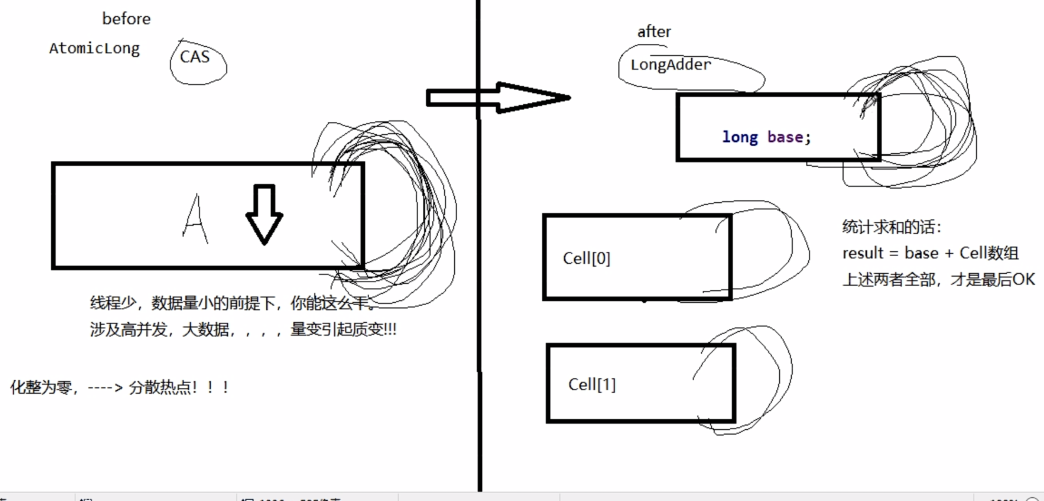 before
AtomicLong
CAS
A
线程少，数据量小的前提下，你能这么干。
涉及高并发，大数据，，，，量变引起质变!!!
化整为零，----> 分散热点！！！
after
LongAdder
long base;
Cell[0]
Cell[1]
统计求和的话：
result = base + Cell数组
上述两者全部，才是最后OK